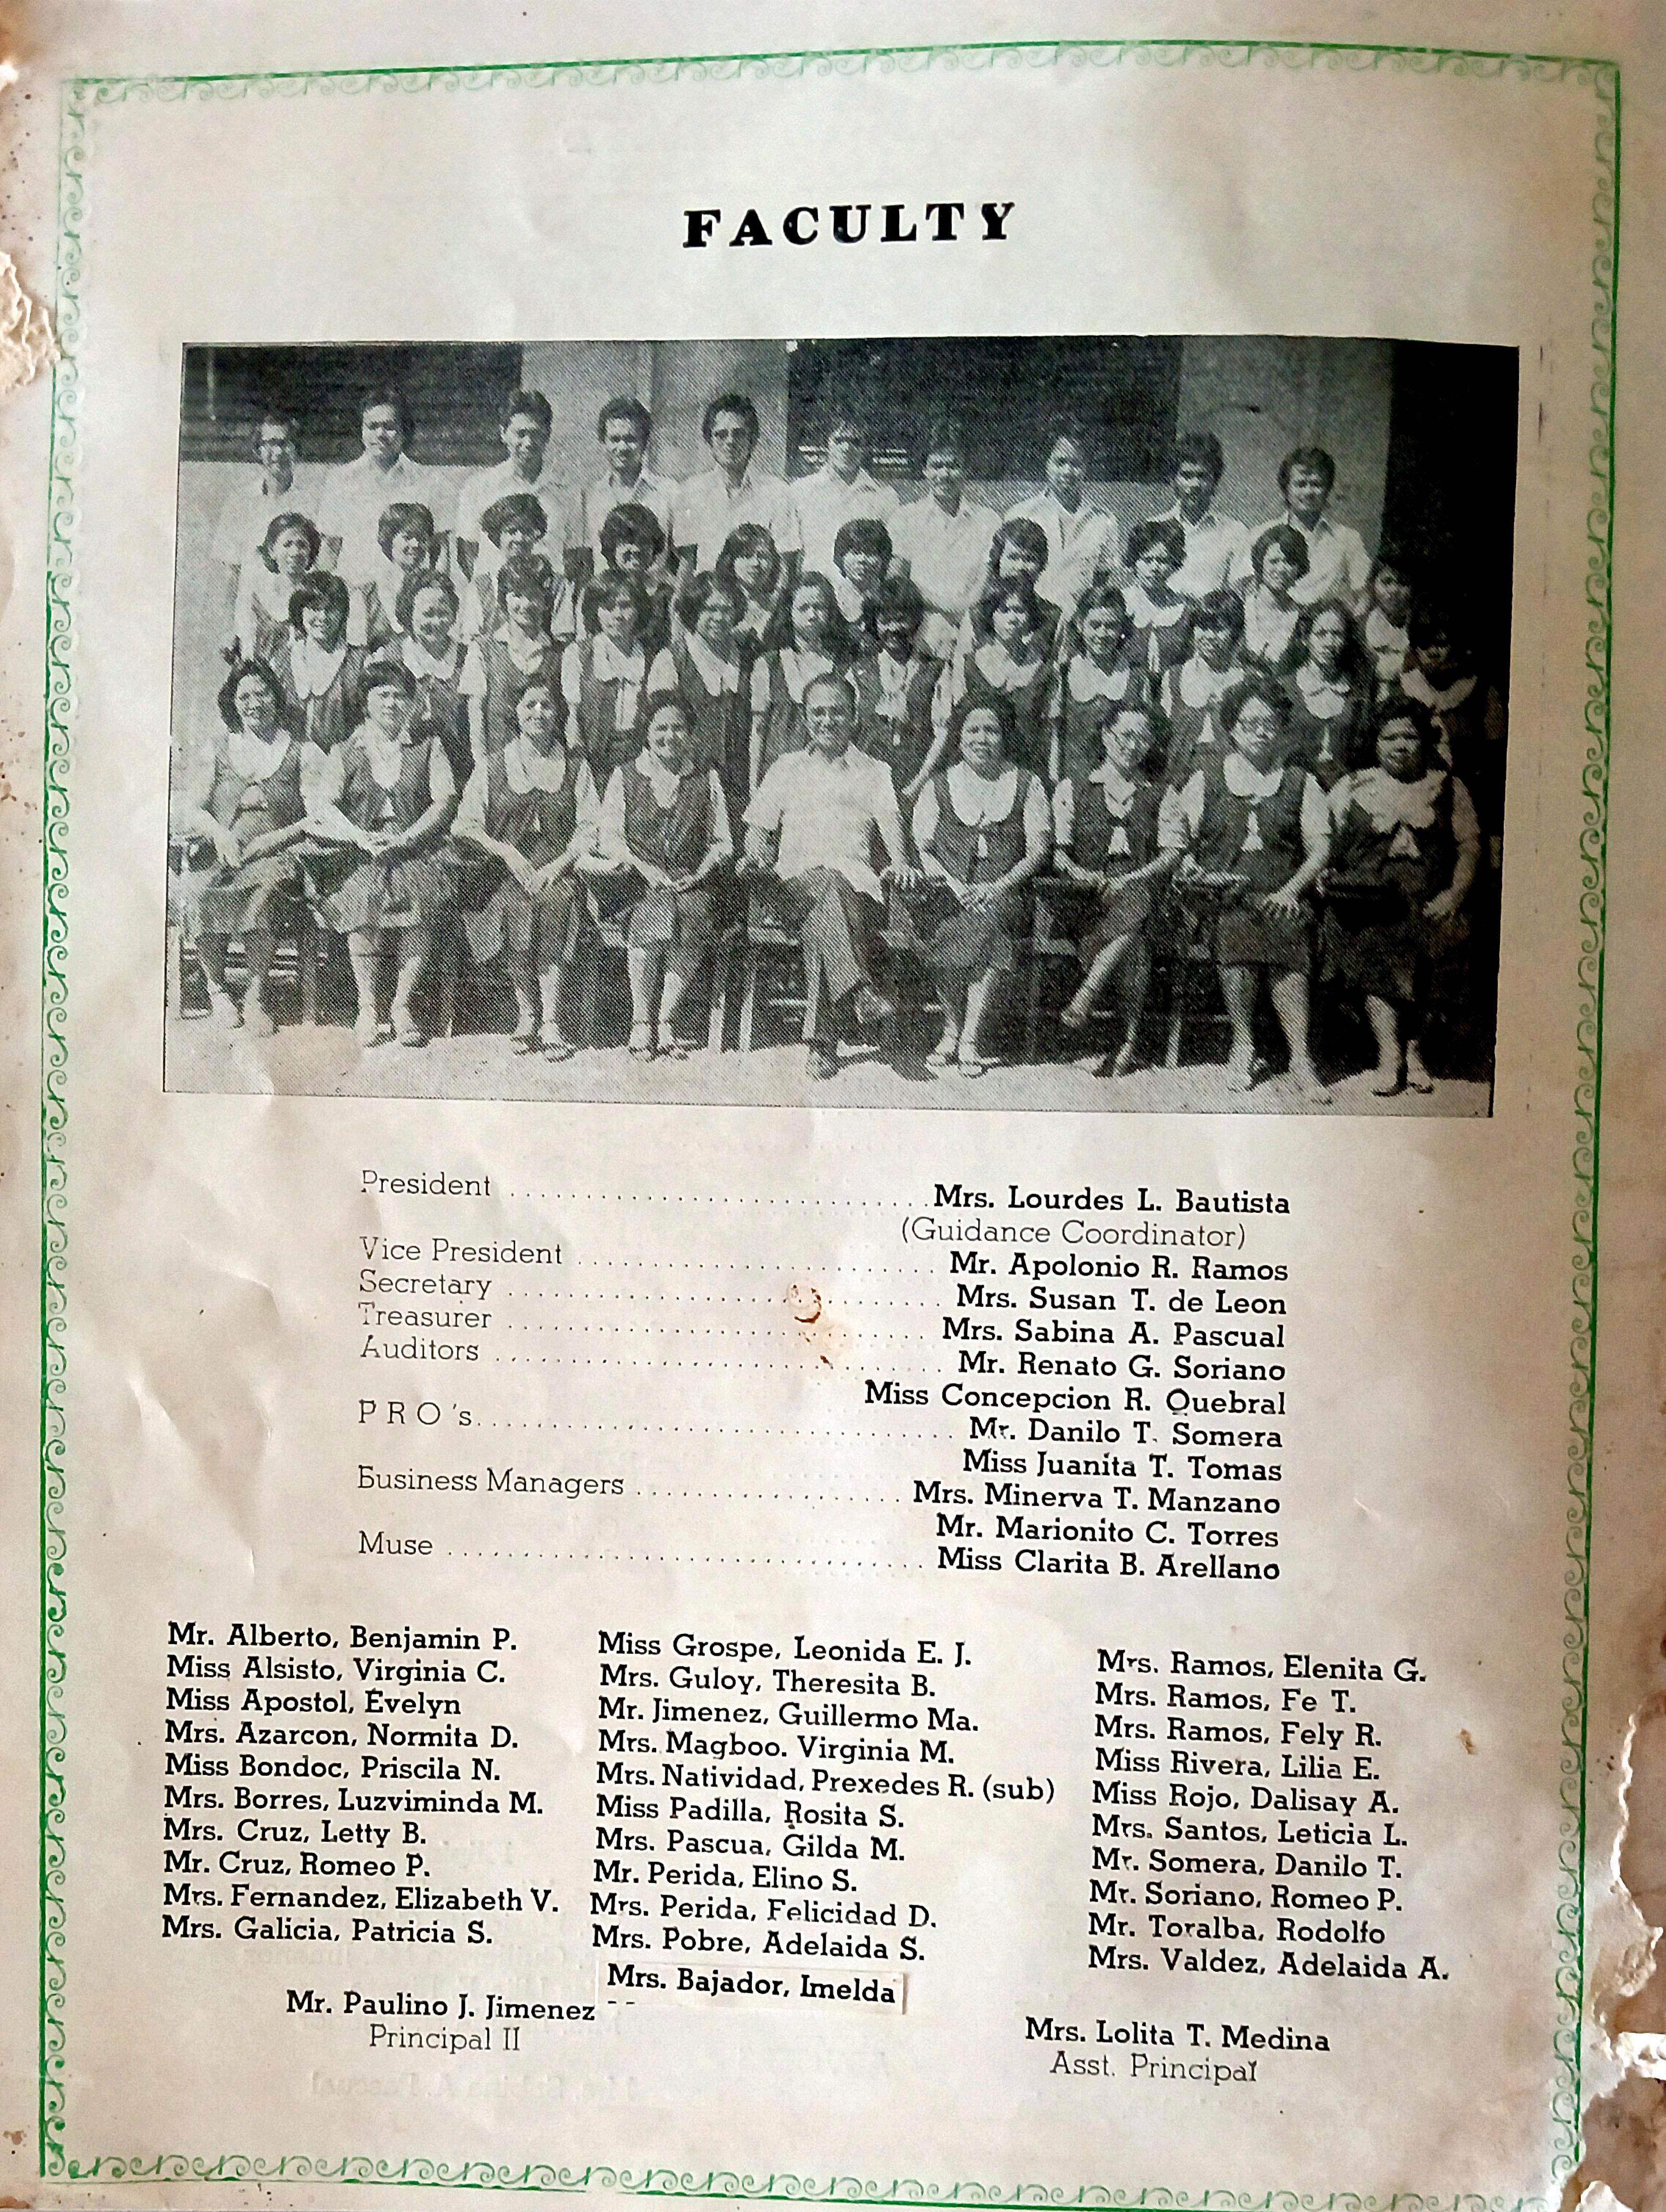 FACULTY
President ............................ Mrs. Lourdes L. Bautista
(Guidance Coordinator)
Vice President ........................ Mr. Apolonio R. Ramos
Secretary ............................. Mrs. Susan T. de Leon
Treasurer ............................ Mrs. Sabina A. Pascual
Auditors .............................. Mr. Renato G. Soriano
Miss Concepcion R. Quebral
P R O 's................................ Mr. Danilo T. Somera
Miss Juanita T. Tomas
Business Managers .................. Mrs. Minerva T. Manzano
Mr. Marionito C. Torres
Muse ................................ Miss Clarita B. Arellano
Mr. Alberto, Benjamin P.
Miss Alsisto, Virginia C.
Miss Apostol, Evelyn
Mrs. Azarcon, Normita D.
Miss Bondoc, Priscila N.
Mrs. Borres, Luzviminda M.
Mrs. Cruz, Letty B.
Mr. Cruz, Romeo P.
Mrs. Fernandez, Elizabeth V.
Mrs. Galicia, Patricia S.
Miss Grospe, Leonida E. J.
Mrs. Guloy, Theresita B.
Mr. Jimenez, Guillermo Ma.
Mrs. Magboo. Virginia M.
Mrs. Natividad, Prexedes R. (sub)
Miss Padilla, Rosita S.
Mrs. Pascua, Gilda M.
Mr. Perida, Elino S.
Mrs. Perida, Felicidad D.
Mrs. Pobre, Adelaida S.
Mrs. Bajador, Imelda
Mrs. Ramos, Elenita G.
Mrs. Ramos, Fe T.
Mrs. Ramos, Fely R.
Miss Rivera, Lilia E.
Miss Rojo, Dalisay A.
Mrs. Santos, Leticia L.
Mr. Somera, Danilo T.
Mr. Soriano, Romeo P.
Mr. Toralba, Rodolfo
Mrs. Valdez, Adelaida A.
Mr. Paulino J. Jimenez
Principal II
Mrs. Lolita T. Medina
Asst. Principal